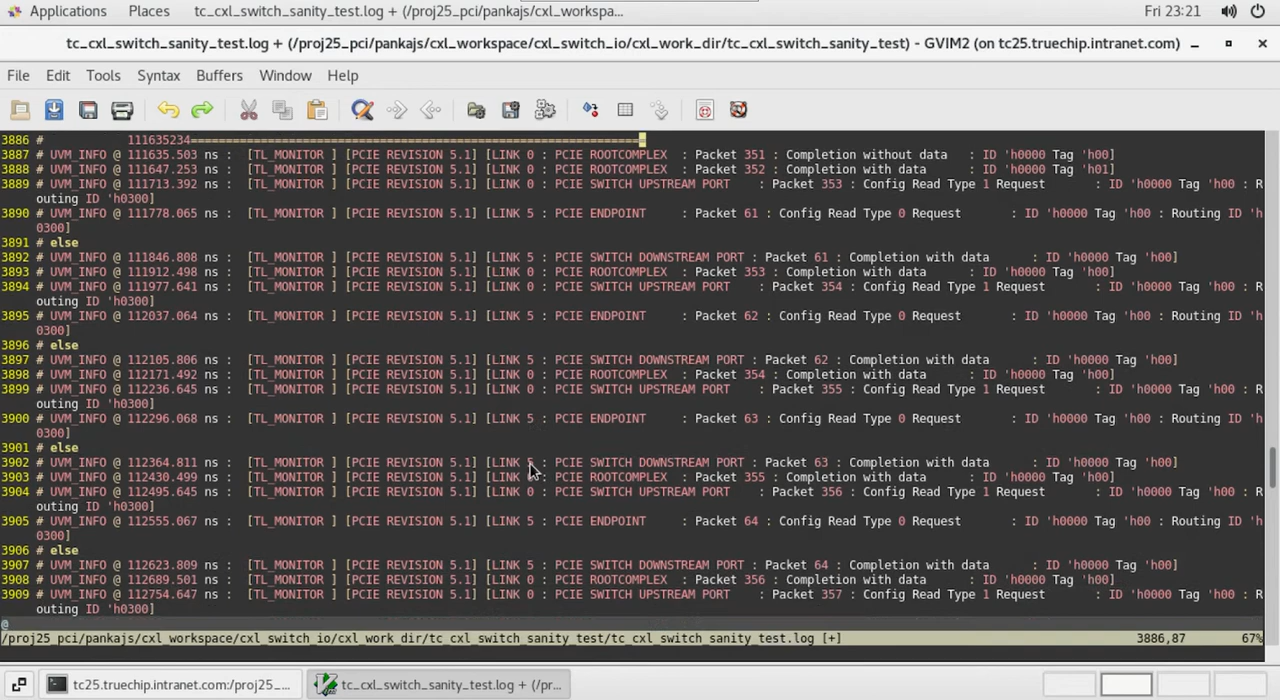 Applications Places tc_cxl_switch_sanity_test.log + (/proj25_pci/pankajs/cxl_workspa... Fri 23:21
tc_cxl_switch_sanity_test.log + (/proj25_pci/pankajs/cxl_workspace/cxl_switch_io/cxl_work_dir/tc_cxl_switch_sanity_test) - GVIM2 (on tc25.truechip.intranet.com)
File Edit Tools Syntax Buffers Window Help
3886 # 111635234================================================================
3887 # UVM_INFO @ 111635.503 ns : [TL_MONITOR ] [PCIE REVISION 5.1] [LINK 0 : PCIE ROOTCOMPLEX : Packet 351 : Completion without data : ID 'h0000 Tag 'h00]
3888 # UVM_INFO @ 111647.253 ns : [TL_MONITOR ] [PCIE REVISION 5.1] [LINK 0 : PCIE ROOTCOMPLEX : Packet 352 : Completion with data : ID 'h0000 Tag 'h01]
3889 # UVM_INFO @ 111713.392 ns : [TL_MONITOR ] [PCIE REVISION 5.1] [LINK 0 : PCIE SWITCH UPSTREAM PORT : Packet 353 : Config Read Type 1 Request : ID 'h0000 Tag 'h00 : R
outing ID 'h0300]
3890 # UVM_INFO @ 111778.065 ns : [TL_MONITOR ] [PCIE REVISION 5.1] [LINK 5 : PCIE ENDPOINT : Packet 61 : Config Read Type 0 Request : ID 'h0000 Tag 'h00 : Routing ID 'h
0300]
3891 # else
3892 # UVM_INFO @ 111846.808 ns : [TL_MONITOR ] [PCIE REVISION 5.1] [LINK 5 : PCIE SWITCH DOWNSTREAM PORT : Packet 61 : Completion with data : ID 'h0000 Tag 'h00]
3893 # UVM_INFO @ 111912.498 ns : [TL_MONITOR ] [PCIE REVISION 5.1] [LINK 0 : PCIE ROOTCOMPLEX : Packet 353 : Completion with data : ID 'h0000 Tag 'h00]
3894 # UVM_INFO @ 111977.641 ns : [TL_MONITOR ] [PCIE REVISION 5.1] [LINK 0 : PCIE SWITCH UPSTREAM PORT : Packet 354 : Config Read Type 1 Request : ID 'h0000 Tag 'h00 : R
outing ID 'h0300]
3895 # UVM_INFO @ 112037.064 ns : [TL_MONITOR ] [PCIE REVISION 5.1] [LINK 5 : PCIE ENDPOINT : Packet 62 : Config Read Type 0 Request : ID 'h0000 Tag 'h00 : Routing ID 'h
0300]
3896 # else
3897 # UVM_INFO @ 112105.806 ns : [TL_MONITOR ] [PCIE REVISION 5.1] [LINK 5 : PCIE SWITCH DOWNSTREAM PORT : Packet 62 : Completion with data : ID 'h0000 Tag 'h00]
3898 # UVM_INFO @ 112171.492 ns : [TL_MONITOR ] [PCIE REVISION 5.1] [LINK 0 : PCIE ROOTCOMPLEX : Packet 354 : Completion with data : ID 'h0000 Tag 'h00]
3899 # UVM_INFO @ 112236.645 ns : [TL_MONITOR ] [PCIE REVISION 5.1] [LINK 0 : PCIE SWITCH UPSTREAM PORT : Packet 355 : Config Read Type 1 Request : ID 'h0000 Tag 'h00 : R
outing ID 'h0300]
3900 # UVM_INFO @ 112296.068 ns : [TL_MONITOR ] [PCIE REVISION 5.1] [LINK 5 : PCIE ENDPOINT : Packet 63 : Config Read Type 0 Request : ID 'h0000 Tag 'h00 : Routing ID 'h
0300]
3901 # else
3902 # UVM_INFO @ 112364.811 ns : [TL_MONITOR ] [PCIE REVISION 5.1] [LINK 5 : PCIE SWITCH DOWNSTREAM PORT : Packet 63 : Completion with data : ID 'h0000 Tag 'h00]
3903 # UVM_INFO @ 112430.499 ns : [TL_MONITOR ] [PCIE REVISION 5.1] [LINK 0 : PCIE ROOTCOMPLEX : Packet 355 : Completion with data : ID 'h0000 Tag 'h00]
3904 # UVM_INFO @ 112495.645 ns : [TL_MONITOR ] [PCIE REVISION 5.1] [LINK 0 : PCIE SWITCH UPSTREAM PORT : Packet 356 : Config Read Type 1 Request : ID 'h0000 Tag 'h00 : R
outing ID 'h0300]
3905 # UVM_INFO @ 112555.067 ns : [TL_MONITOR ] [PCIE REVISION 5.1] [LINK 5 : PCIE ENDPOINT : Packet 64 : Config Read Type 0 Request : ID 'h0000 Tag 'h00 : Routing ID 'h
0300]
3906 # else
3907 # UVM_INFO @ 112623.809 ns : [TL_MONITOR ] [PCIE REVISION 5.1] [LINK 5 : PCIE SWITCH DOWNSTREAM PORT : Packet 64 : Completion with data : ID 'h0000 Tag 'h00]
3908 # UVM_INFO @ 112689.501 ns : [TL_MONITOR ] [PCIE REVISION 5.1] [LINK 0 : PCIE ROOTCOMPLEX : Packet 356 : Completion with data : ID 'h0000 Tag 'h00]
3909 # UVM_INFO @ 112754.647 ns : [TL_MONITOR ] [PCIE REVISION 5.1] [LINK 0 : PCIE SWITCH UPSTREAM PORT : Packet 357 : Config Read Type 1 Request : ID 'h0000 Tag 'h00 : R
outing ID 'h0300]
@
/proj25_pci/pankajs/cxl_workspace/cxl_switch_io/cxl_work_dir/tc_cxl_switch_sanity_test/tc_cxl_switch_sanity_test.log [+] 3886,87 67%
tc25.truechip.intranet.com:/proj25_... tc_cxl_switch_sanity_test.log + (/pr...